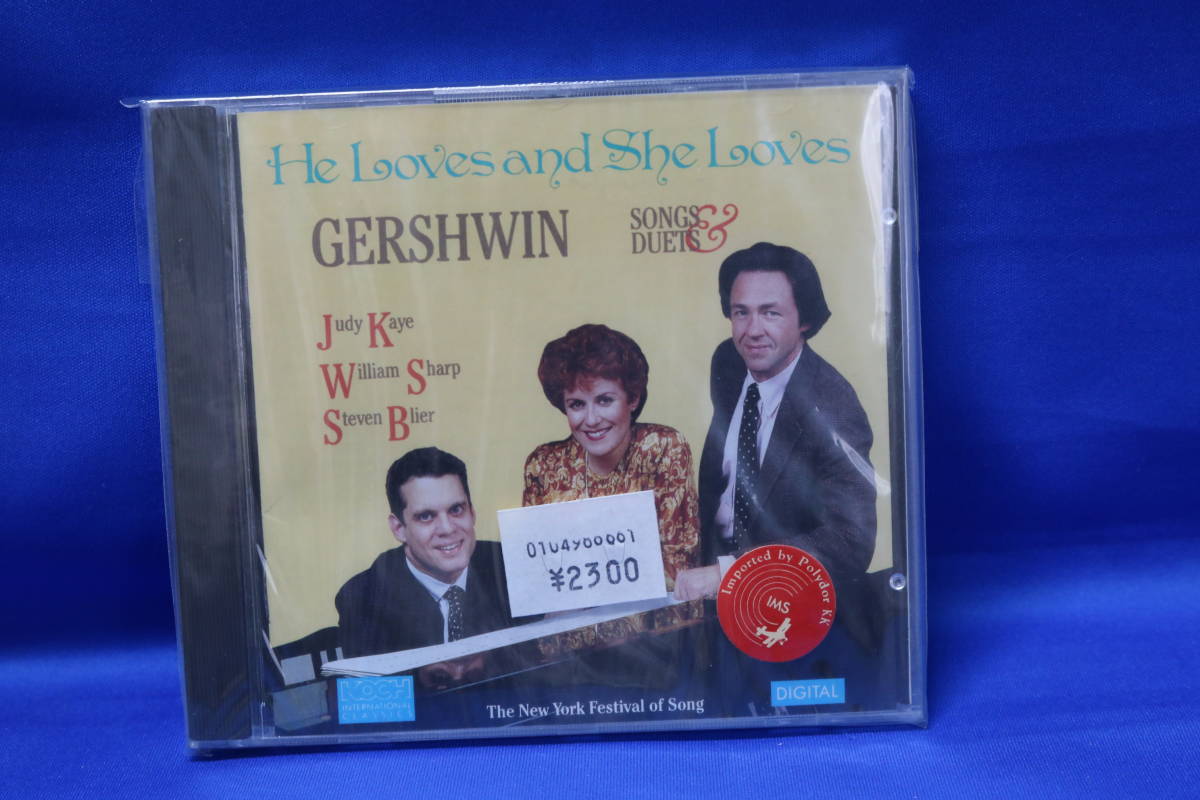 He Loves and She Loves
GERSHWIN
SONGS &
DUETS
Judy Kaye
William Sharp
Steven Blier
¥2300
Imported by Polydor KK
IMS
KOCH
INTERNATIONAL
CLASSICS
The New York Festival of Song
DIGITAL